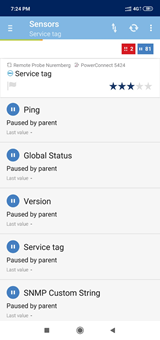 7:24 PM
4G
Sensors
Service tag
2
81
Remote Probe Nuremberg PowerConnect 5424
Service tag
Ping
Paused by parent
Last value -
Global Status
Paused by parent
Last value -
Version
Paused by parent
Last value -
Service tag
Paused by parent
Last value -
SNMP Custom String
Paused by parent
Last value -